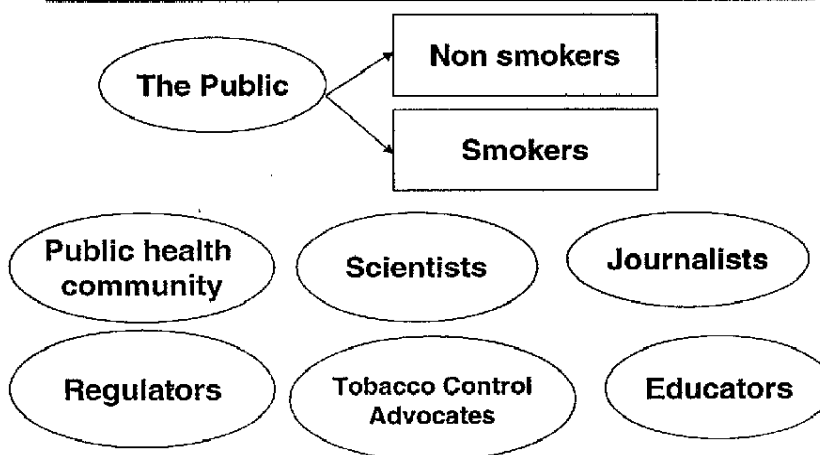 Non smokers
The Public
Smokers
Public health
community
Scientists
Journalists
Regulators
Tobacco Control
Advocates
Educators